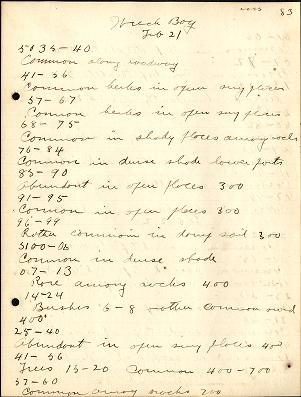 83
Wreck Bay
Feb 21
5035-40
Common along roadway
41-56
Common herbs in open sunny places
57-67
Common herbs in open sunny places
68-75
Common in shady places among rocks
76-84
Common in dense shade lower parts
85-90
Abundant in open places 300
91-95
Common in open places 300
96-99
Rather common in damp soil 300
5100-06
Common in dense shade
07-13
Rare among rocks 400
14-24
Bushes 6-8 rather common
400
25-40
Abundant in open sunny places 400
41-56
Trees 15-20 Common 400-700
57-60
Common among rocks 700